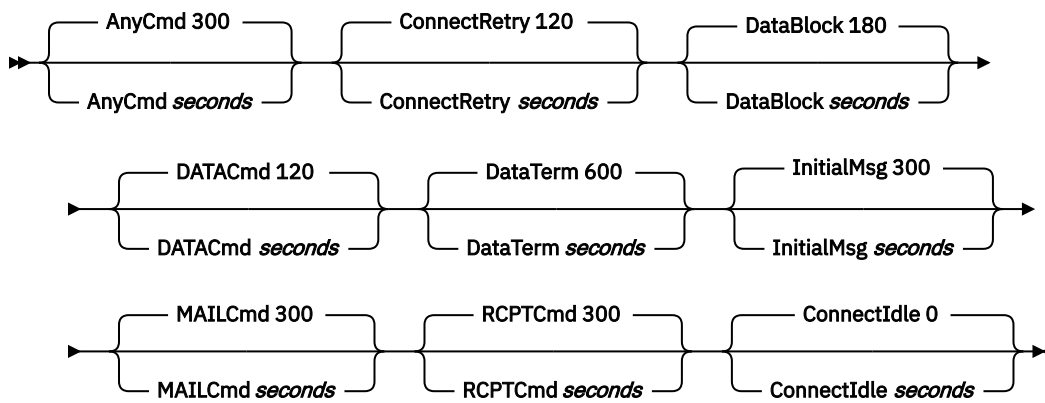 AnyCmd 300 ConnectRetry 120 DataBlock 180
AnyCmd seconds ConnectRetry seconds DataBlock seconds
DATACmd 120 DataTerm 600 InitialMsg 300
DATACmd seconds DataTerm seconds InitialMsg seconds
MAILCmd 300 RCPTCmd 300 ConnectIdle 0
MAILCmd seconds RCPTCmd seconds ConnectIdle seconds